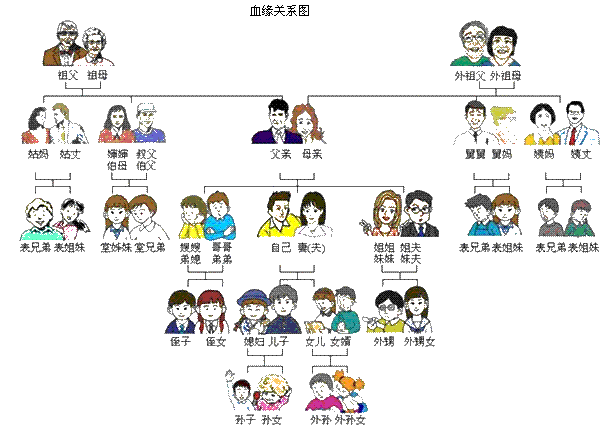 血缘关系图
祖父 祖母 外祖父 外祖母
姑妈 姑丈 婶婶 叔父 父亲 母亲 舅舅 舅妈 姨妈 姨丈
伯母 伯父
表兄弟 表姐妹 堂姊妹 堂兄弟 嫂嫂 哥哥 自己 妻(夫) 姐姐 姐夫 表兄弟 表姐妹 表兄弟 表姐妹
弟媳 弟弟 妹妹 妹夫
侄子 侄女 媳妇 儿子 女儿 女婿 外甥 外甥女
孙子 孙女 外孙 外孙女